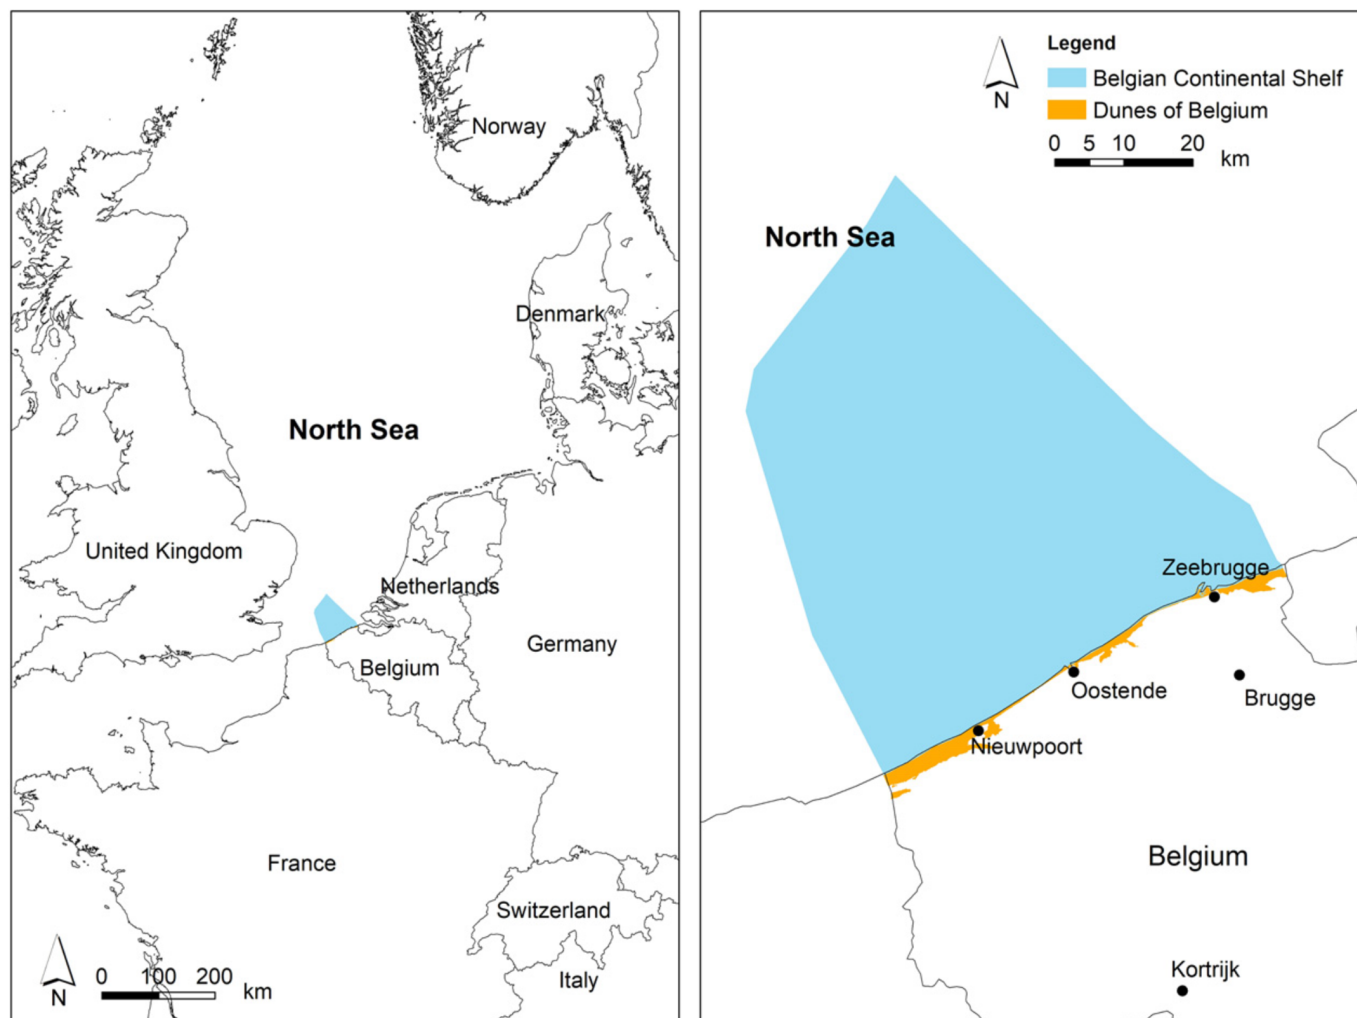 Norway
Denmark
North Sea
United Kingdom
Netherlands
Germany
Belgium
France
Switzerland
Italy
N
0 100 200
km
Legend
Belgian Continental Shelf
Dunes of Belgium
0 5 10 20
km
N
North Sea
Zeebrugge
Oostende
Brugge
Nieuwpoort
Belgium
Kortrijk